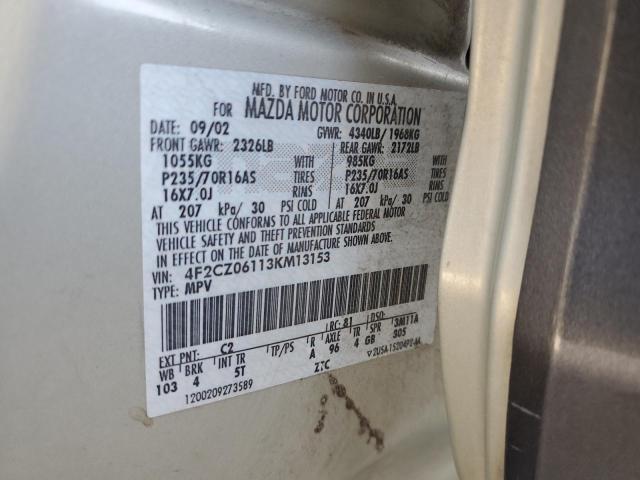 MFD. BY FORD MOTOR CO. IN U.S.A.
FOR MAZDA MOTOR CORPORATION
DATE: 09/02 GVWR: 4340LB/ 1968KG
FRONT GAWR: 2326LB REAR GAWR: 2172LB
1055KG WITH 985KG WITH
P235/70R16AS TIRES P235/70R16AS TIRES
16X7.0J RIMS 16X7.0J RIMS
AT 207 kPa/ 30 PSI COLD AT 207 kPa/ 30 PSI COLD
THIS VEHICLE CONFORMS TO ALL APPLICABLE FEDERAL MOTOR
VEHICLE SAFETY AND THEFT PREVENTION STANDARDS
IN EFFECT ON THE DATE OF MANUFACTURE SHOWN ABOVE
VIN: 4F2CZ06113KM13153
TYPE: MPV
EXT PNT: C2 RC: 81 DSO:
WB BRK INT TR TP/PS R AXLE TR SPR 3M11A
103 4 5T A 96 4 GB 305
1200209273589 ZTC